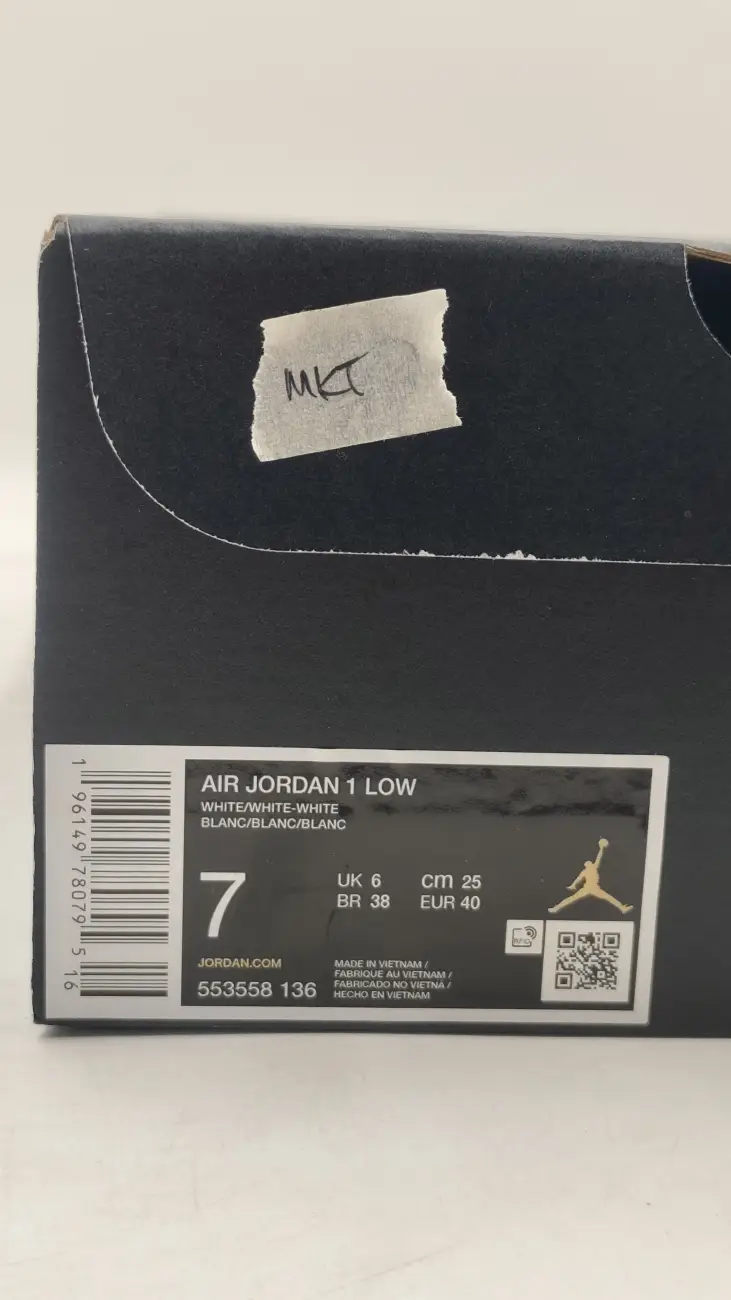 MKT
1 96149 78079 5 16
AIR JORDAN 1 LOW
WHITE/WHITE-WHITE
BLANC/BLANC/BLANC
7
UK 6 cm 25
BR 38 EUR 40
JORDAN.COM
553558 136
MADE IN VIETNAM /
FABRIQUE AU VIETNAM /
FABRICADO NO VIETNÃ /
HECHO EN VIETNAM
RFID